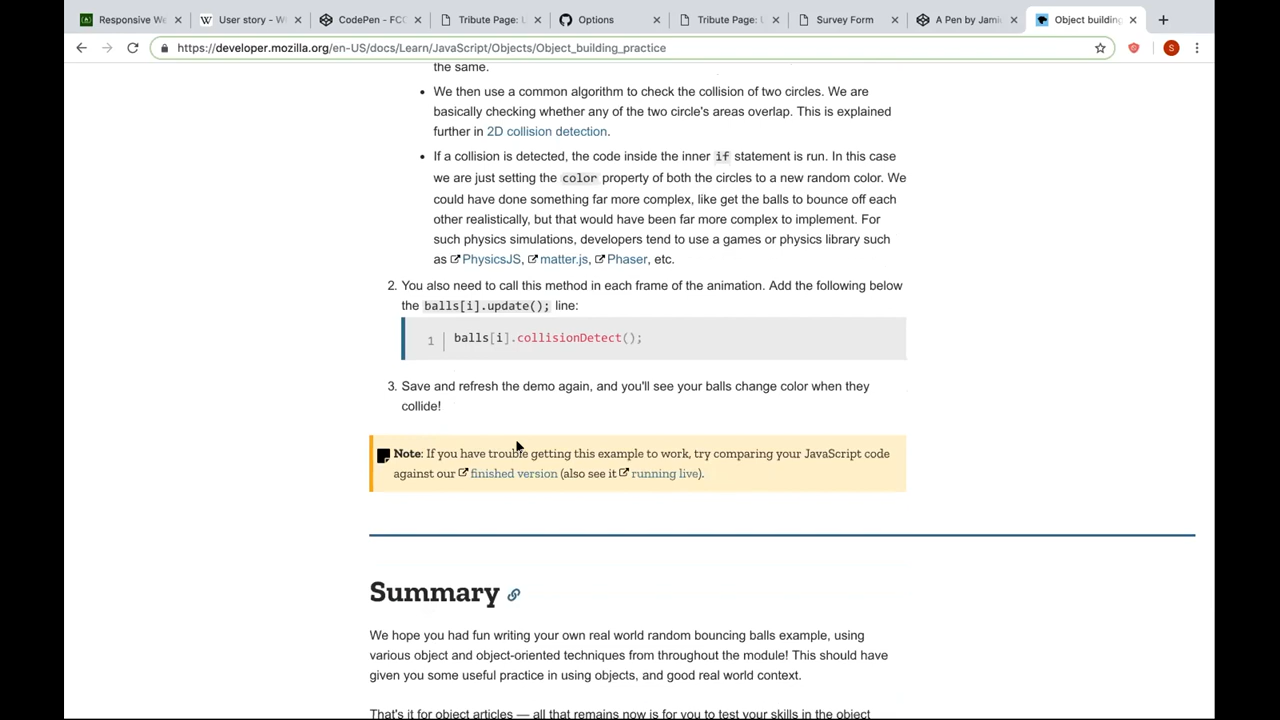 Responsive We
User story - Wi
CodePen - FCC
Tribute Page: L
Options
Tribute Page: L
Survey Form
A Pen by Jami
Object building
https://developer.mozilla.org/en-US/docs/Learn/JavaScript/Objects/Object_building_practice
S
the same.
• We then use a common algorithm to check the collision of two circles. We are
basically checking whether any of the two circle's areas overlap. This is explained
further in 2D collision detection.
• If a collision is detected, the code inside the inner if statement is run. In this case
we are just setting the color property of both the circles to a new random color. We
could have done something far more complex, like get the balls to bounce off each
other realistically, but that would have been far more complex to implement. For
such physics simulations, developers tend to use a games or physics library such
as PhysicsJS, matter.js, Phaser, etc.
2. You also need to call this method in each frame of the animation. Add the following below
the balls[i].update(); line:
1 balls[i].collisionDetect();
3. Save and refresh the demo again, and you'll see your balls change color when they
collide!
Note: If you have trouble getting this example to work, try comparing your JavaScript code
against our finished version (also see it running live).
Summary
We hope you had fun writing your own real world random bouncing balls example, using
various object and object-oriented techniques from throughout the module! This should have
given you some useful practice in using objects, and good real world context.
That's it for object articles — all that remains now is for you to test your skills in the object